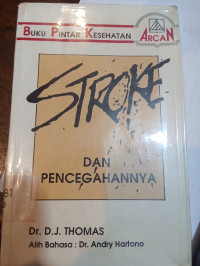 BUKU PINTAR KESEHATAN
ARCAN
STROKE
DAN
PENCEGAHANNYA
Dr. D.J. THOMAS
Alih Bahasa : Dr. Andry Hartono